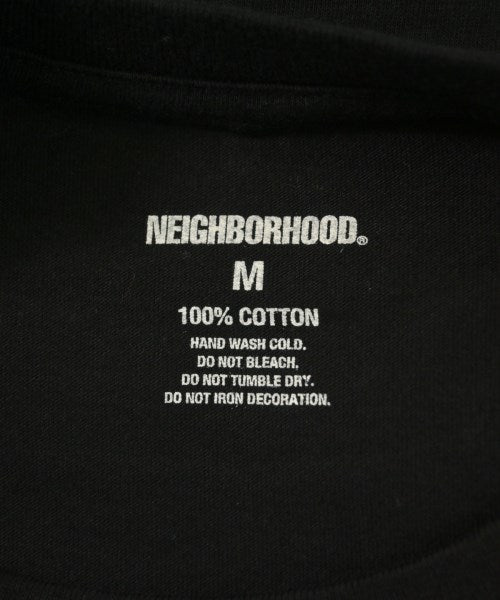 NEIGHBORHOOD®
M
100% COTTON
HAND WASH COLD.
DO NOT BLEACH.
DO NOT TUMBLE DRY.
DO NOT IRON DECORATION.